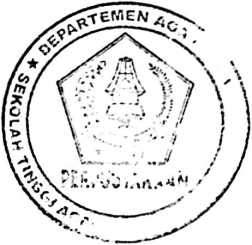 ★ DEPARTEMEN AG
SEKOLAH TINGGI AG
PERPUSTAKAAN